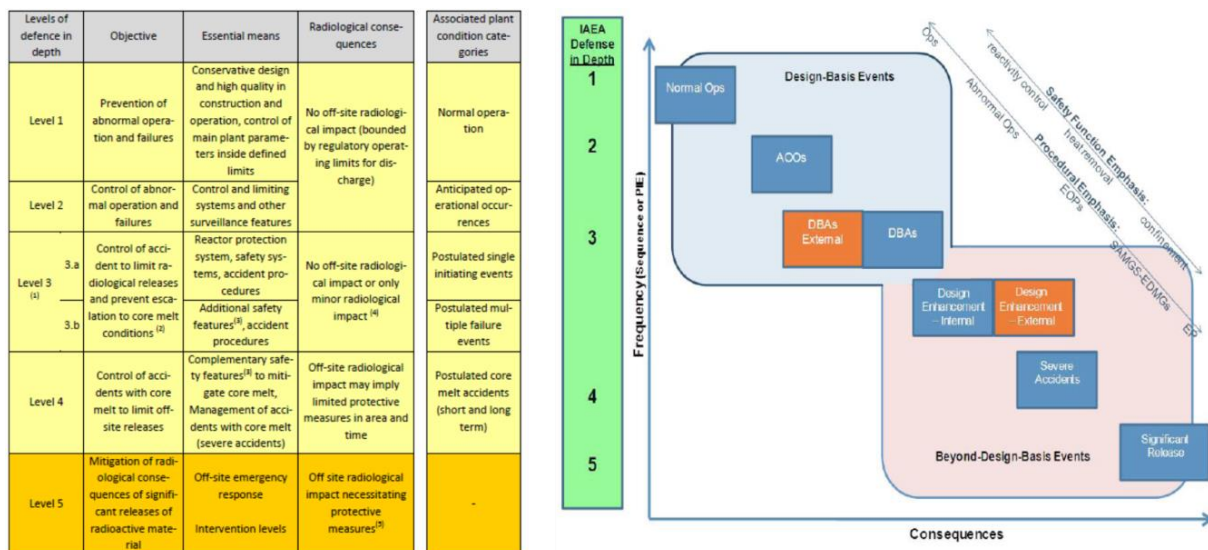 Levels of
defence in
depth
Objective
Essential means
Radiological conse-
quences
Associated plant
condition cate-
gories
Level 1
Prevention of
abnormal opera-
tion and failures
Conservative design
and high quality in
construction and
operation, control of
main plant parame-
ters inside defined
limits
No off-site radiologi-
cal impact (bounded
by regulatory operat-
ing limits for dis-
charge)
Normal opera-
tion
Level 2
Control of abnor-
mal operation and
failures
Control and limiting
systems and other
surveillance features
Anticipated op-
erational occur-
rences
Level 3
(1)
3.a
3.b
Control of acci-
dent to limit ra-
diological releases
and prevent esca-
lation to core melt
conditions (2)
Reactor protection
system, safety sys-
tems, accident pro-
cedures
Additional safety
features(3), accident
procedures
No off-site radiologi-
cal impact or only
minor radiological
impact (4)
Postulated single
initiating events
Postulated mul-
tiple failure
events
Level 4
Control of acci-
dents with core
melt to limit off-
site releases
Complementary safe-
ty features(3) to miti-
gate core melt,
Management of acci-
dents with core melt
(severe accidents)
Off-site radiological
impact may imply
limited protective
measures in area and
time
Postulated core
melt accidents
(short and long
term)
Level 5
Mitigation of radi-
ological conse-
quences of signifi-
cant releases of
radioactive mate-
rial
Off-site emergency
response
Intervention levels
Off site radiological
impact necessitating
protective
measures(5)
-
IAEA
Defense
in Depth
1
2
3
4
5
Frequency (Sequence or PIE)
Consequences
Design-Basis Events
Normal Ops
AOOs
DBAs
External
DBAs
Design
Enhancement
– Internal
Design
Enhancement
– External
Severe
Accidents
Significant
Release
Beyond-Design-Basis Events
Safety Function Emphasis:
reactivity control
heat removal
confinement
Procedural Emphasis:
Ops
Abnormal Ops
EOPs
SAMGS-EDMGs
EP